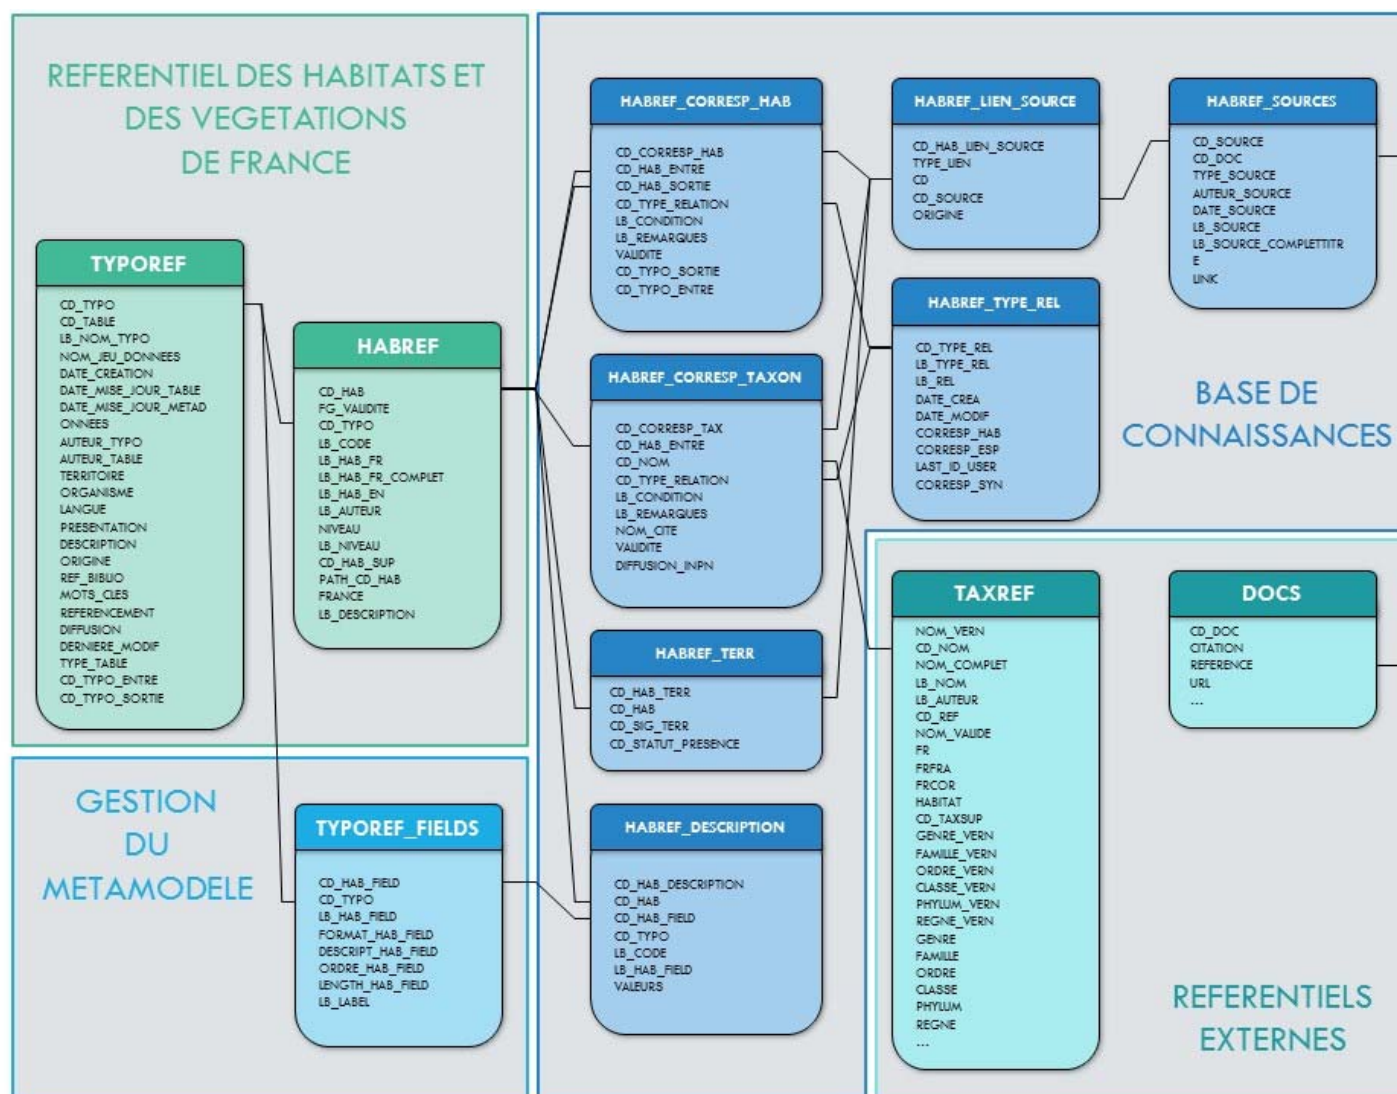 REFERENTIEL DES HABITATS ET
DES VEGETATIONS
DE FRANCE
TYPOREF
CD_TYPO
CD_TABLE
LB_NOM_TYPO
NOM_JEU_DONNEES
DATE_CREATION
DATE_MISE_JOUR_TABLE
DATE_MISE_JOUR_METAD
ONNEES
AUTEUR_TYPO
AUTEUR_TABLE
TERRITOIRE
ORGANISME
LANGUE
PRESENTATION
DESCRIPTION
ORIGINE
REF_BIBLIO
MOTS_CLES
REFERENCEMENT
DIFFUSION
DERNIERE_MODIF
TYPE_TABLE
CD_TYPO_ENTRE
CD_TYPO_SORTIE
HABREF
CD_HAB
FG_VALIDITE
CD_TYPO
LB_CODE
LB_HAB_FR
LB_HAB_FR_COMPLET
LB_HAB_EN
LB_AUTEUR
NIVEAU
LB_NIVEAU
CD_HAB_SUP
PATH_CD_HAB
FRANCE
LB_DESCRIPTION
GESTION
DU
METAMODELE
TYPOREF_FIELDS
CD_HAB_FIELD
CD_TYPO
LB_HAB_FIELD
FORMAT_HAB_FIELD
DESCRIPT_HAB_FIELD
ORDRE_HAB_FIELD
LENGTH_HAB_FIELD
LB_LABEL
HABREF_CORRESP_HAB
CD_CORRESP_HAB
CD_HAB_ENTRE
CD_HAB_SORTIE
CD_TYPE_RELATION
LB_CONDITION
LB_REMARQUES
VALIDITE
CD_TYPO_SORTIE
CD_TYPO_ENTRE
HABREF_CORRESP_TAXON
CD_CORRESP_TAX
CD_HAB_ENTRE
CD_NOM
CD_TYPE_RELATION
LB_CONDITION
LB_REMARQUES
NOM_CITE
VALIDITE
DIFFUSION_INPN
HABREF_TERR
CD_HAB_TERR
CD_HAB
CD_SIG_TERR
CD_STATUT_PRESENCE
HABREF_DESCRIPTION
CD_HAB_DESCRIPTION
CD_HAB
CD_HAB_FIELD
CD_TYPO
LB_CODE
LB_HAB_FIELD
VALEURS
HABREF_LIEN_SOURCE
CD_HAB_LIEN_SOURCE
TYPE_LIEN
CD
CD_SOURCE
ORIGINE
HABREF_TYPE_REL
CD_TYPE_REL
LB_TYPE_REL
LB_REL
DATE_CREA
DATE_MODIF
CORRESP_HAB
CORRESP_ESP
LAST_ID_USER
CORRESP_SYN
HABREF_SOURCES
CD_SOURCE
CD_DOC
TYPE_SOURCE
AUTEUR_SOURCE
DATE_SOURCE
LB_SOURCE
LB_SOURCE_COMPLETTITR
E
LINK
BASE DE
CONNAISSANCES
TAXREF
NOM_VERN
CD_NOM
NOM_COMPLET
LB_NOM
LB_AUTEUR
CD_REF
NOM_VALIDE
FR
FRFRA
FRCOR
HABITAT
CD_TAXSUP
GENRE_VERN
FAMILLE_VERN
ORDRE_VERN
CLASSE_VERN
PHYLUM_VERN
REGNE_VERN
GENRE
FAMILLE
ORDRE
CLASSE
PHYLUM
REGNE
...
DOCS
CD_DOC
CITATION
REFERENCE
URL
...
REFERENTIELS
EXTERNES